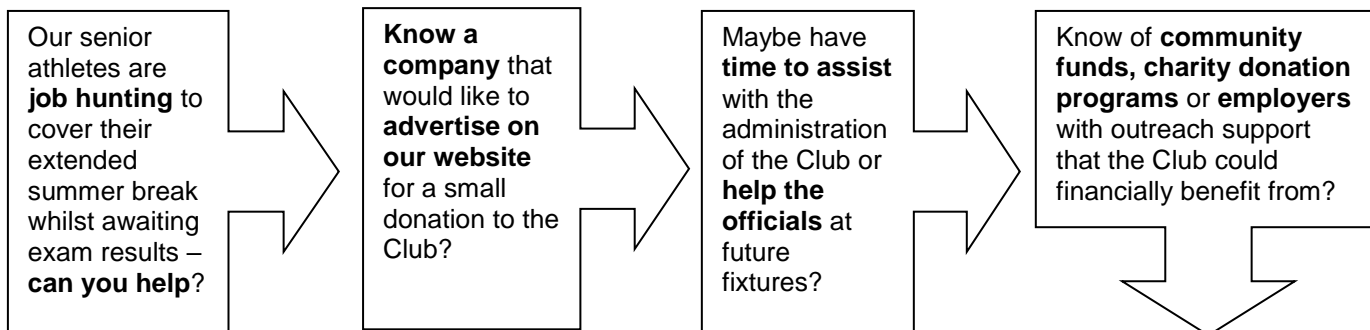 Our senior
athletes are
job hunting to
cover their
extended
summer break
whilst awaiting
exam results –
can you help?
Know a
company that
would like to
advertise on
our website
for a small
donation to the
Club?
Maybe have
time to assist
with the
administration
of the Club or
help the
officials at
future
fixtures?
Know of community
funds, charity donation
programs or employers
with outreach support
that the Club could
financially benefit from?